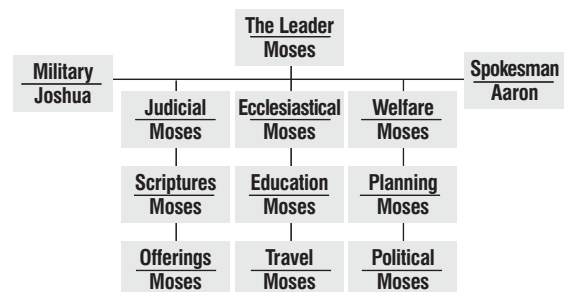 The Leader
Moses
Military
Joshua
Spokesman
Aaron
Judicial
Moses
Ecclesiastical
Moses
Welfare
Moses
Scriptures
Moses
Education
Moses
Planning
Moses
Offerings
Moses
Travel
Moses
Political
Moses